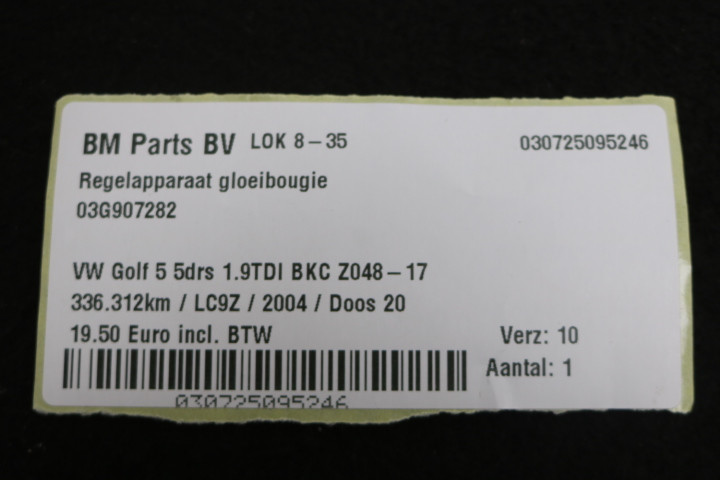 BM Parts BV LOK 8-35 030725095246
Regelapparaat gloeibougie
03G907282
VW Golf 5 5drs 1.9TDI BKC Z048-17
336.312km / LC9Z / 2004 / Doos 20
19.50 Euro incl. BTW Verz: 10
Aantal: 1
030725095246